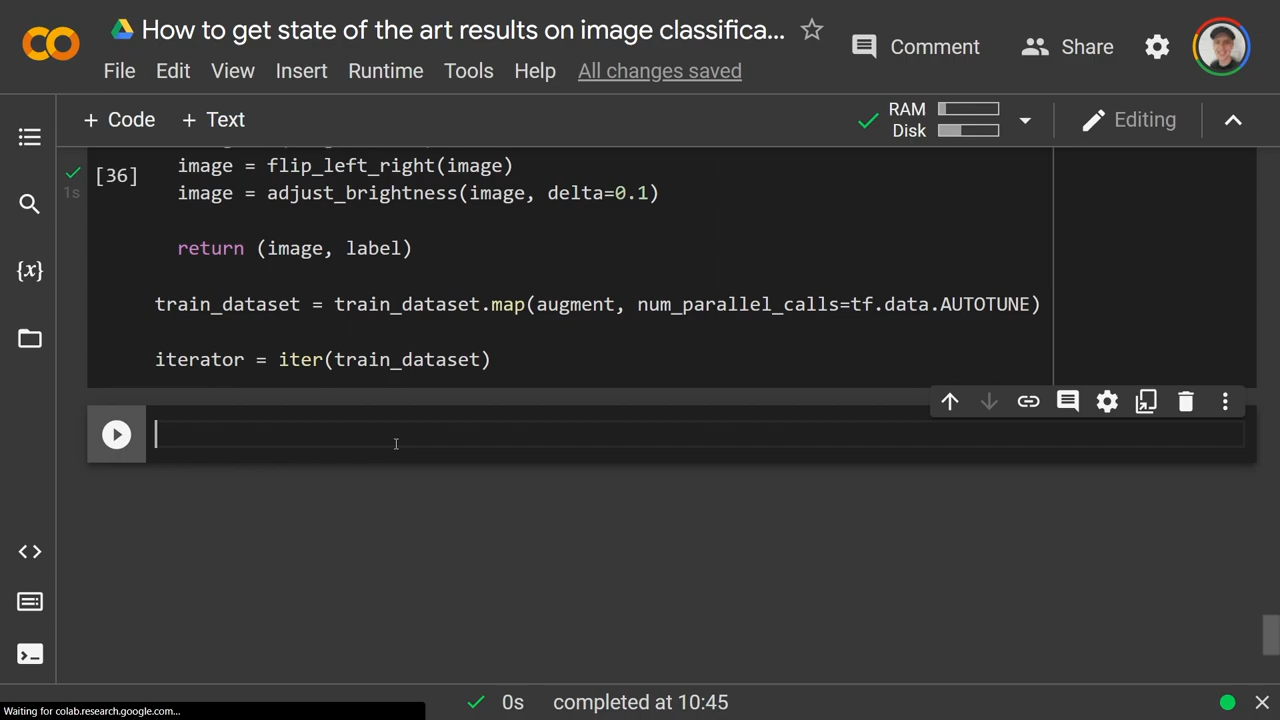 How to get state of the art results on image classifica...
Comment
Share
File Edit View Insert Runtime Tools Help All changes saved
+ Code + Text
RAM
Disk
Editing
[36]
1s
image = flip_left_right(image)
image = adjust_brightness(image, delta=0.1)
return (image, label)
train_dataset = train_dataset.map(augment, num_parallel_calls=tf.data.AUTOTUNE)
iterator = iter(train_dataset)
{x}
0s completed at 10:45
Waiting for colab.research.google.com...